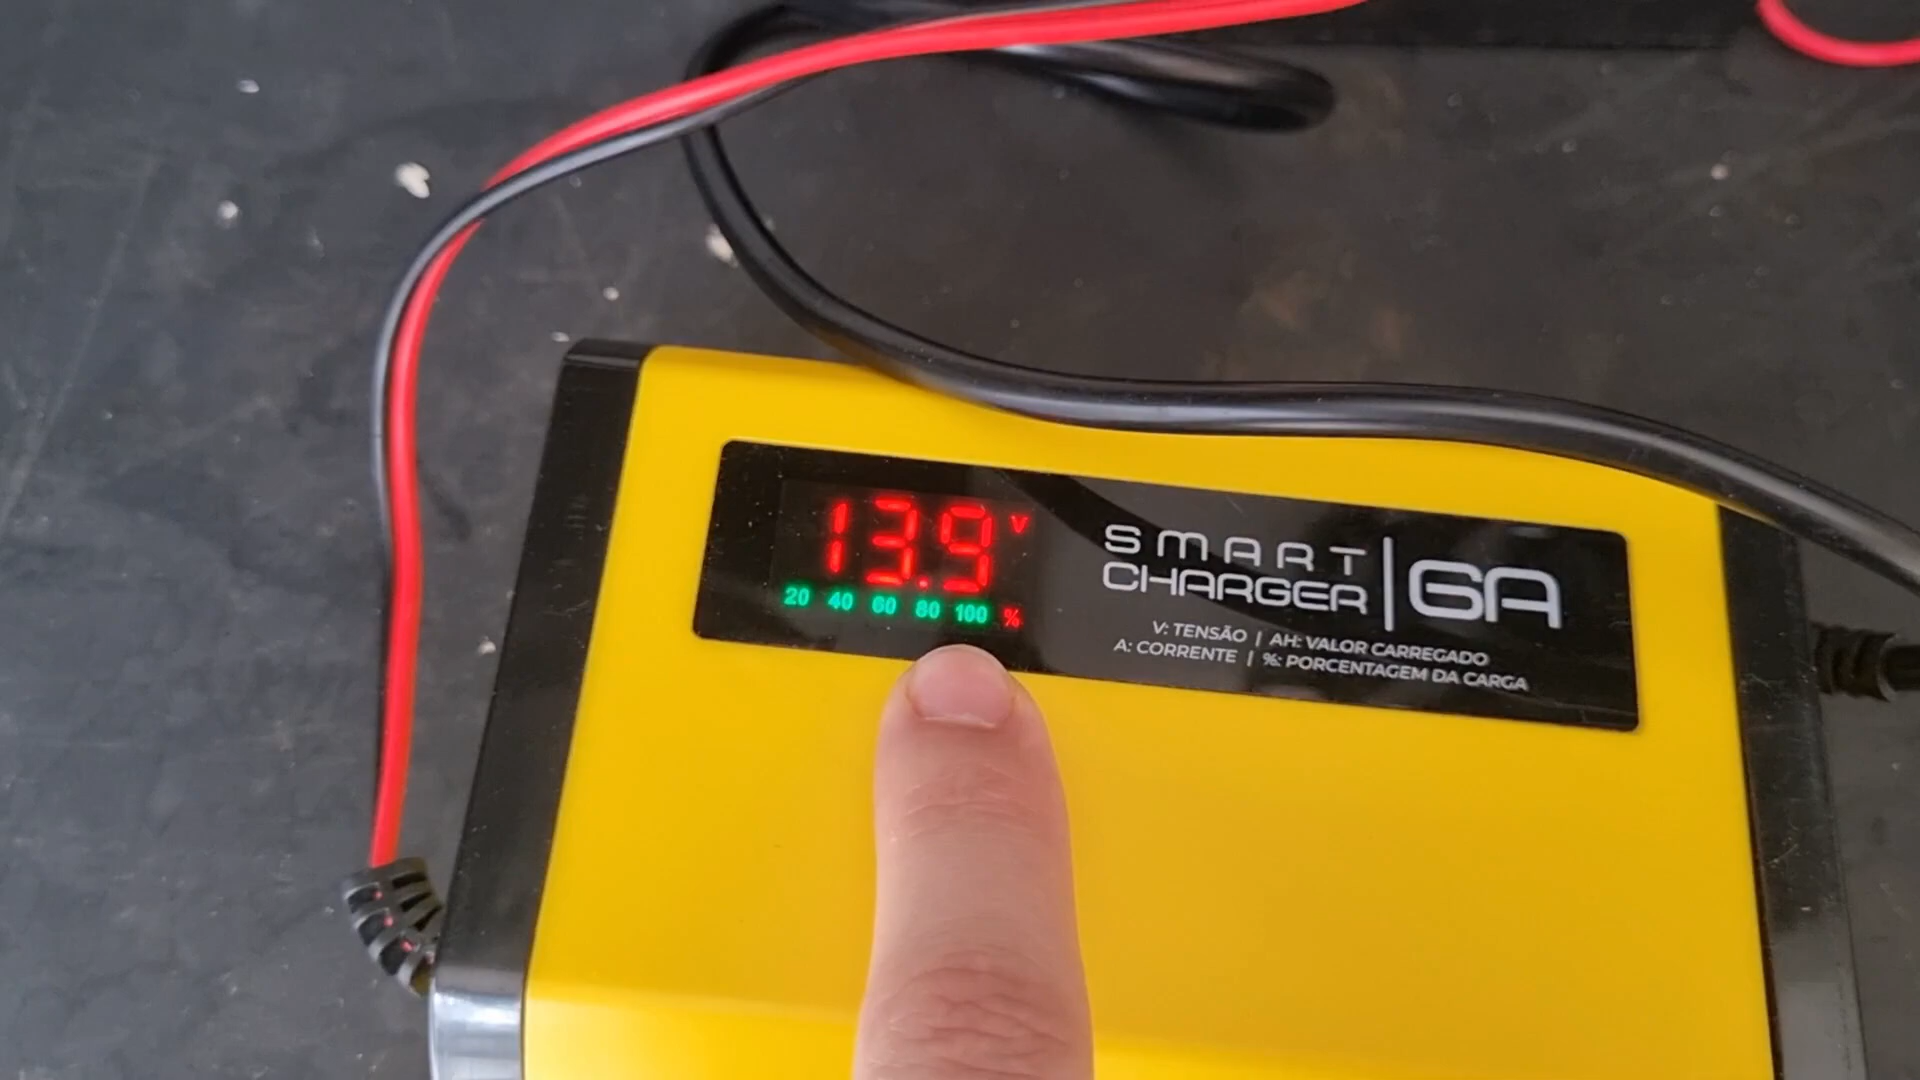 13.9 V
20 40 60 80 100 %
SMART
CHARGER | 6A
V: TENSÃO | AH: VALOR CARREGADO
A: CORRENTE | %: PORCENTAGEM DA CARGA